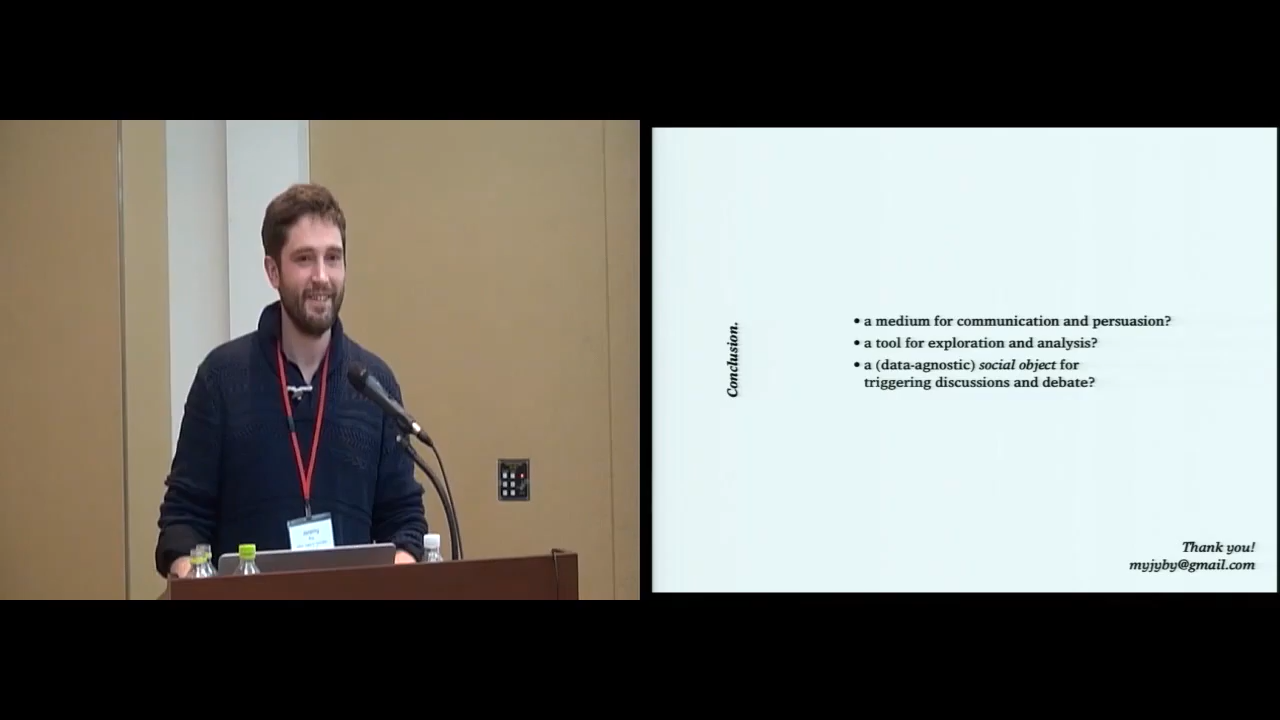 Conclusion.
• a medium for communication and persuasion?
• a tool for exploration and analysis?
• a (data-agnostic) social object for
triggering discussions and debate?
Thank you!
myjyby@gmail.com